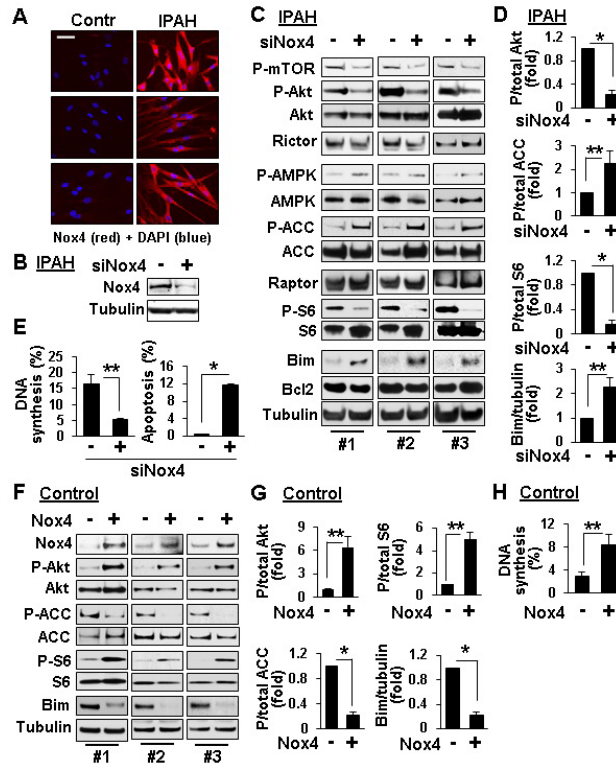 A
Contr IPAH
Nox4 (red) + DAPI (blue)
B IPAH siNox4 - +
Nox4
Tubulin
C IPAH
siNox4 - + - + - +
P-mTOR
P-Akt
Akt
Rictor
P-AMPK
AMPK
P-ACC
ACC
Raptor
P-S6
S6
Bim
Bcl2
Tubulin
#1 #2 #3
D IPAH
P/total Akt
(fold)
1.2
0.8
0.4
0
*
siNox4 - +
P/total ACC
(fold)
3.2
2.4
1.6
0.8
0
**
siNox4 - +
P/total S6
(fold)
1.2
0.8
0.4
0
*
siNox4 - +
Bim/tubulin
(fold)
3
2
1
0
**
siNox4 - +
E
DNA
synthesis (%)
20
15
10
5
0
**
- +
Apoptosis (%)
12
8
4
0
*
- +
siNox4
F Control
Nox4 - + - + - +
Nox4
P-Akt
Akt
P-ACC
ACC
P-S6
S6
Bim
Tubulin
#1 #2 #3
G Control
P/total Akt
(fold)
9
6
3
0
**
Nox4 - +
P/total S6
(fold)
6
4
2
0
**
Nox4 - +
P/total ACC
(fold)
1.2
0.8
0.4
0
*
Nox4 - +
Bim/tubulin
(fold)
1.2
0.8
0.4
0
*
Nox4 - +
H Control
DNA
synthesis
(%)
12
9
6
3
0
**
Nox4 - +